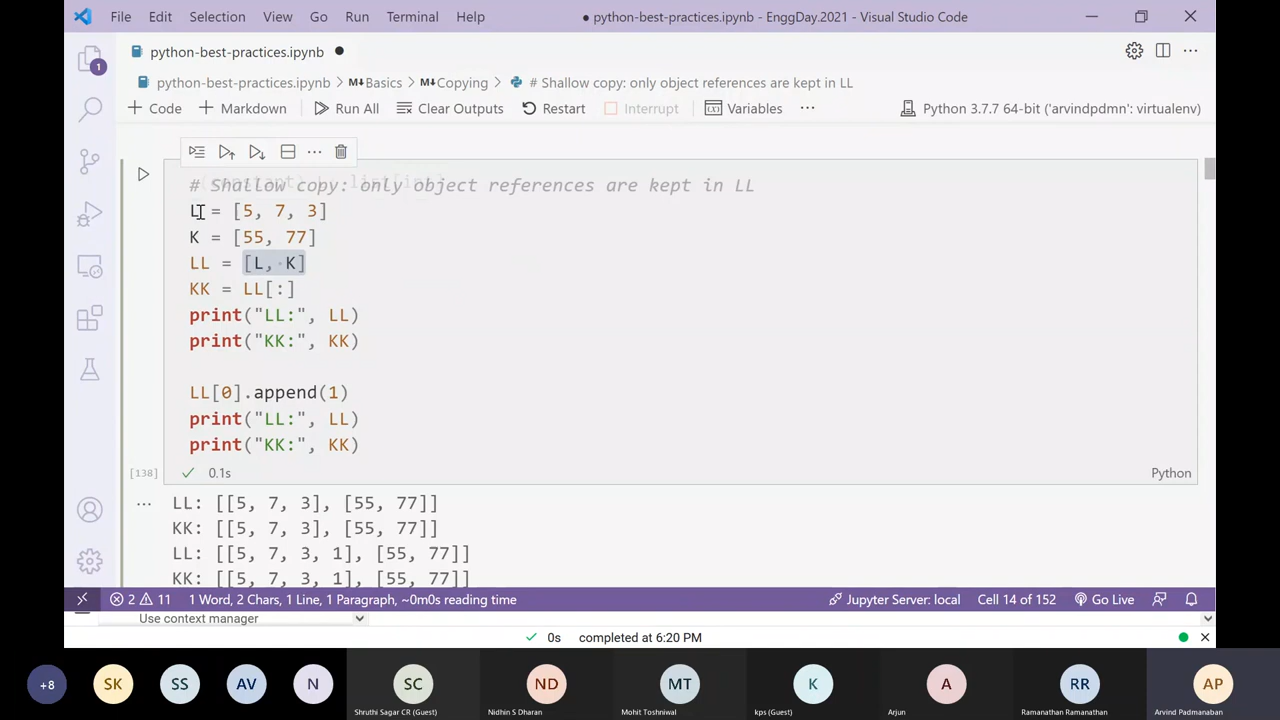 File Edit Selection View Go Run Terminal Help
● python-best-practices.ipynb - EnggDay.2021 - Visual Studio Code
python-best-practices.ipynb ●
python-best-practices.ipynb > M↓Basics > M↓Copying > # Shallow copy: only object references are kept in LL
+ Code + Markdown Run All Clear Outputs Restart Interrupt Variables ··· Python 3.7.7 64-bit ('arvindpdmn': virtualenv)
1
# Shallow copy: only object references are kept in LL
L = [5, 7, 3]
K = [55, 77]
LL = [L, K]
KK = LL[:]
print("LL:", LL)
print("KK:", KK)
LL[0].append(1)
print("LL:", LL)
print("KK:", KK)
[138] ✓ 0.1s Python
LL: [[5, 7, 3], [55, 77]]
KK: [[5, 7, 3], [55, 77]]
LL: [[5, 7, 3, 1], [55, 77]]
KK: [[5, 7, 3, 1], [55, 77]]
2 11 1 Word, 2 Chars, 1 Line, 1 Paragraph, ~0m0s reading time Jupyter Server: local Cell 14 of 152 Go Live
Use context manager
✓ 0s completed at 6:20 PM
+8 SK SS AV N SC ND MT K A RR AP
Shruthi Sagar CR (Guest) Nidhin S Dharan Mohit Toshniwal kps (Guest) Arjun Ramanathan Ramanathan Arvind Padmanaban